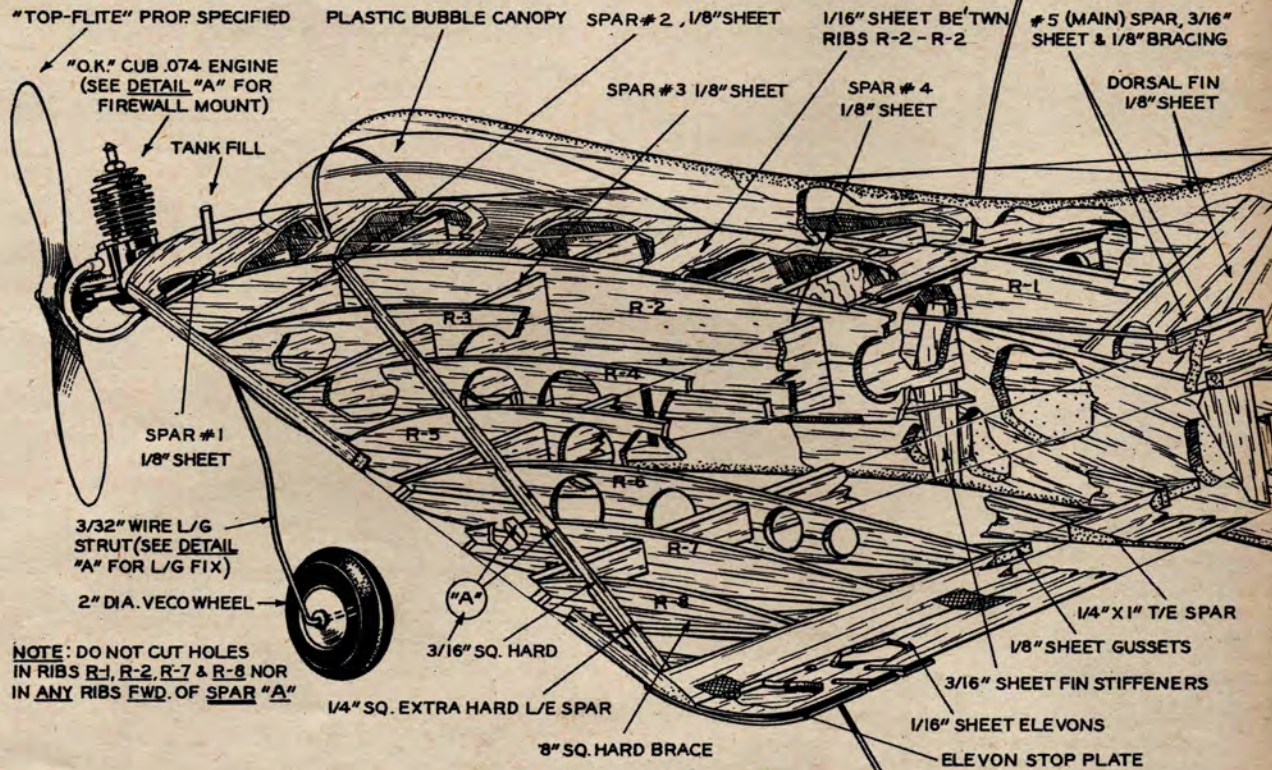 "TOP-FLITE" PROP SPECIFIED
PLASTIC BUBBLE CANOPY
SPAR #2, 1/8" SHEET
1/16" SHEET BE'TWN
RIBS R-2 - R-2
#5 (MAIN) SPAR, 3/16"
SHEET & 1/8" BRACING
"O.K." CUB .074 ENGINE
(SEE DETAIL "A" FOR
FIREWALL MOUNT)
SPAR #3 1/8" SHEET
SPAR #4
1/8" SHEET
DORSAL FIN
1/8" SHEET
TANK FILL
R-1
R-2
R-3
R-4
R-5
R-6
R-7
R-8
SPAR #1
1/8" SHEET
3/32" WIRE L/G
STRUT (SEE DETAIL
"A" FOR L/G FIX)
2" DIA. VECO WHEEL
"A"
3/16" SQ. HARD
NOTE: DO NOT CUT HOLES
IN RIBS R-1, R-2, R-7 & R-8 NOR
IN ANY RIBS FWD. OF SPAR "A"
1/4" SQ. EXTRA HARD L/E SPAR
8" SQ. HARD BRACE
1/4" X 1" T/E SPAR
1/8" SHEET GUSSETS
3/16" SHEET FIN STIFFENERS
1/16" SHEET ELEVONS
ELEVON STOP PLATE